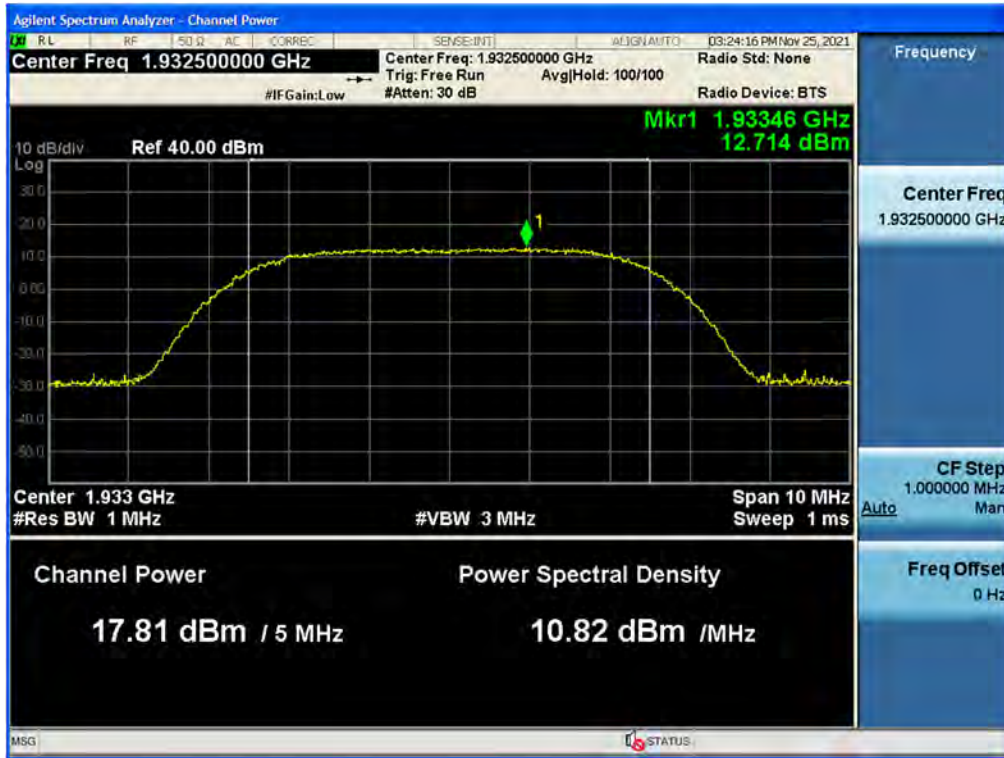 Agilent Spectrum Analyzer - Channel Power
LXI RL RF 50 Ω AC CORREC SENSE:INT ALIGNAUTO 03:24:16 PM Nov 25, 2021
Center Freq 1.932500000 GHz
Center Freq: 1.932500000 GHz
Radio Std: None
Trig: Free Run Avg|Hold: 100/100
#IFGain:Low
#Atten: 30 dB
Radio Device: BTS
Mkr1 1.93346 GHz
12.714 dBm
10 dB/div Ref 40.00 dBm
Log
30.0
20.0
10.0
0.00
-10.0
-20.0
-30.0
-40.0
-50.0
1
Center 1.933 GHz
Span 10 MHz
#Res BW 1 MHz
#VBW 3 MHz
Sweep 1 ms
Channel Power
Power Spectral Density
17.81 dBm / 5 MHz
10.82 dBm /MHz
MSG
STATUS
Frequency
Center Freq
1.932500000 GHz
CF Step
1.000000 MHz
Auto Man
Freq Offset
0 Hz